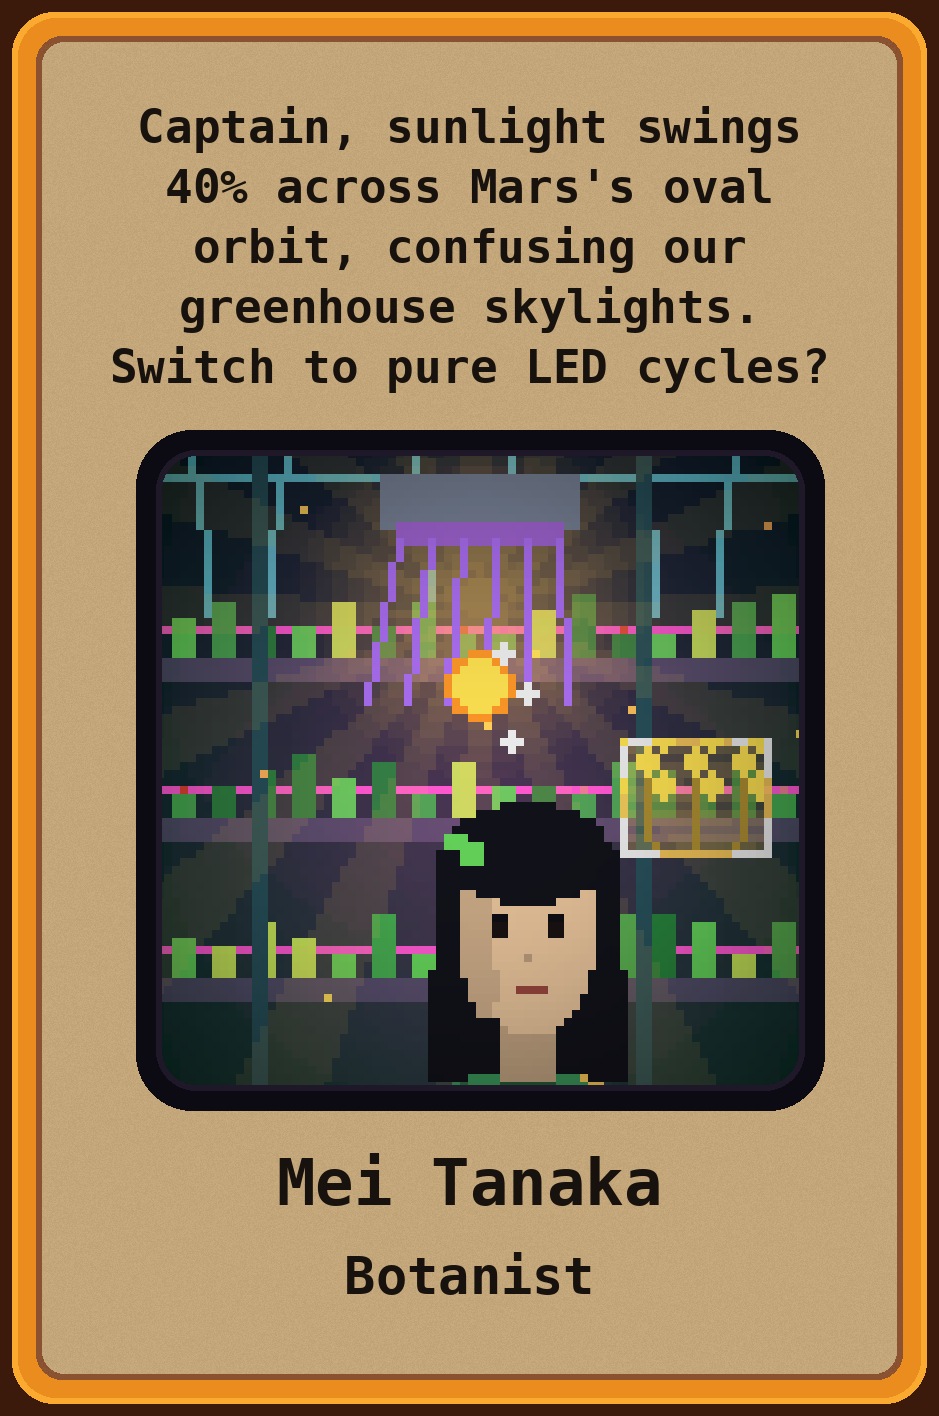 Captain, sunlight swings
40% across Mars's oval
orbit, confusing our
greenhouse skylights.
Switch to pure LED cycles?
Mei Tanaka
Botanist